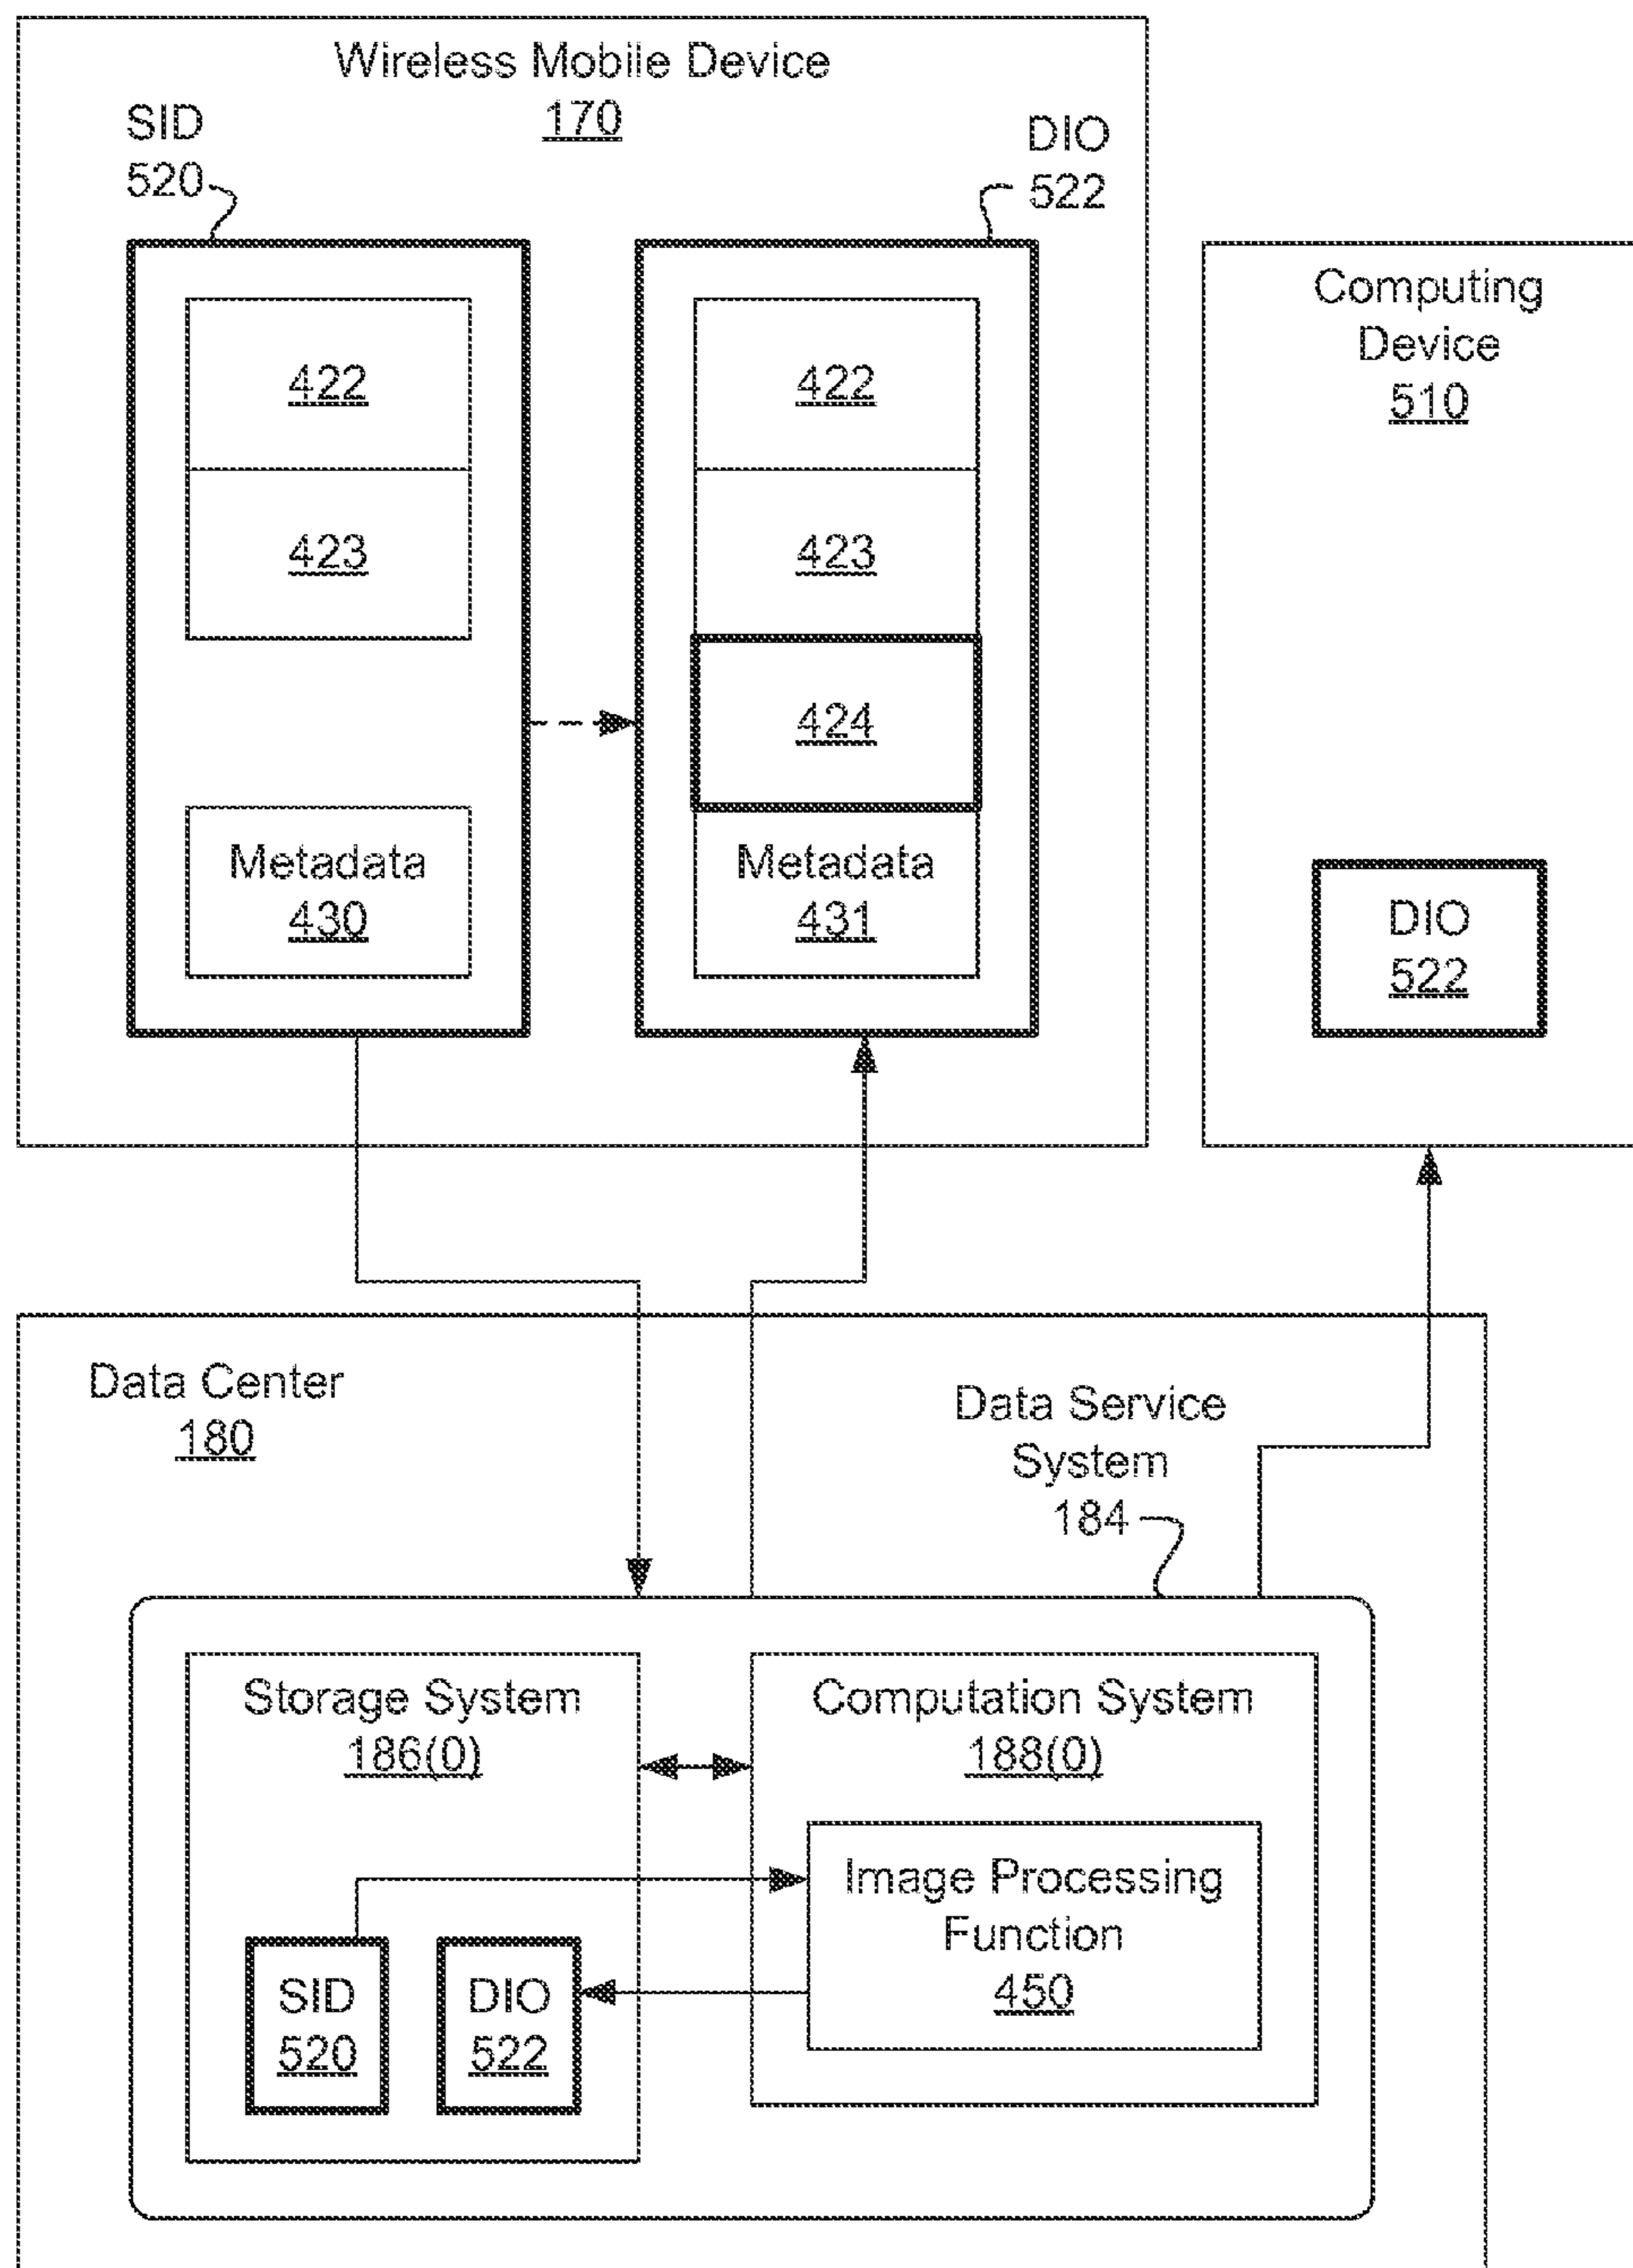 Wireless Mobile Device
170
SID
520
DIO
522
422
423
Metadata
430
422
423
424
Metadata
431
Computing
Device
510
DIO
522
Data Center
180
Data Service
System
184
Storage System
186(0)
SID
520
DIO
522
Computation System
188(0)
Image Processing
Function
450